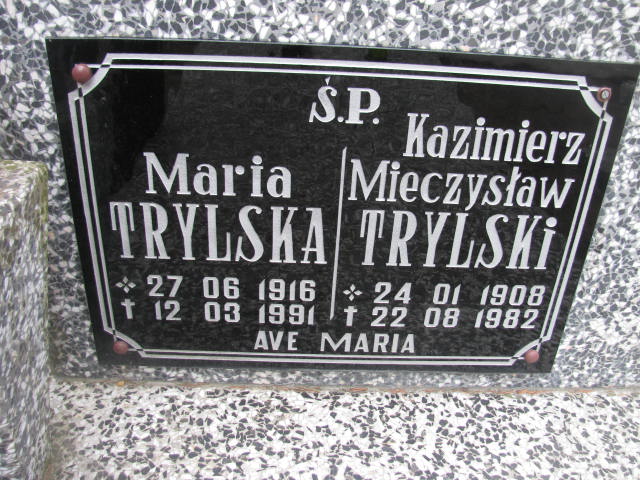 Ś.P.
Maria
TRYLSKA
* 27 06 1916
† 12 03 1991
Kazimierz
Mieczysław
TRYLSKi
* 24 01 1908
† 22 08 1982
AVE MARIA